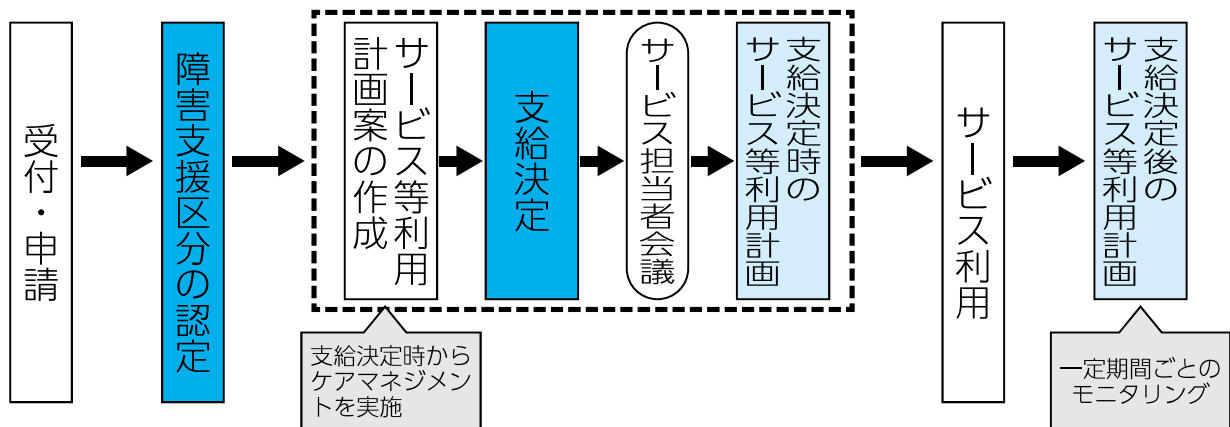 受付・申請
障害支援区分の認定
サービス等利用
計画案の作成
支給決定
サービス担当者会議
支給決定時の
サービス等利用計画
サービス利用
支給決定後の
サービス等利用計画
支給決定時から
ケアマネジメン
トを実施
一定期間ごとの
モニタリング